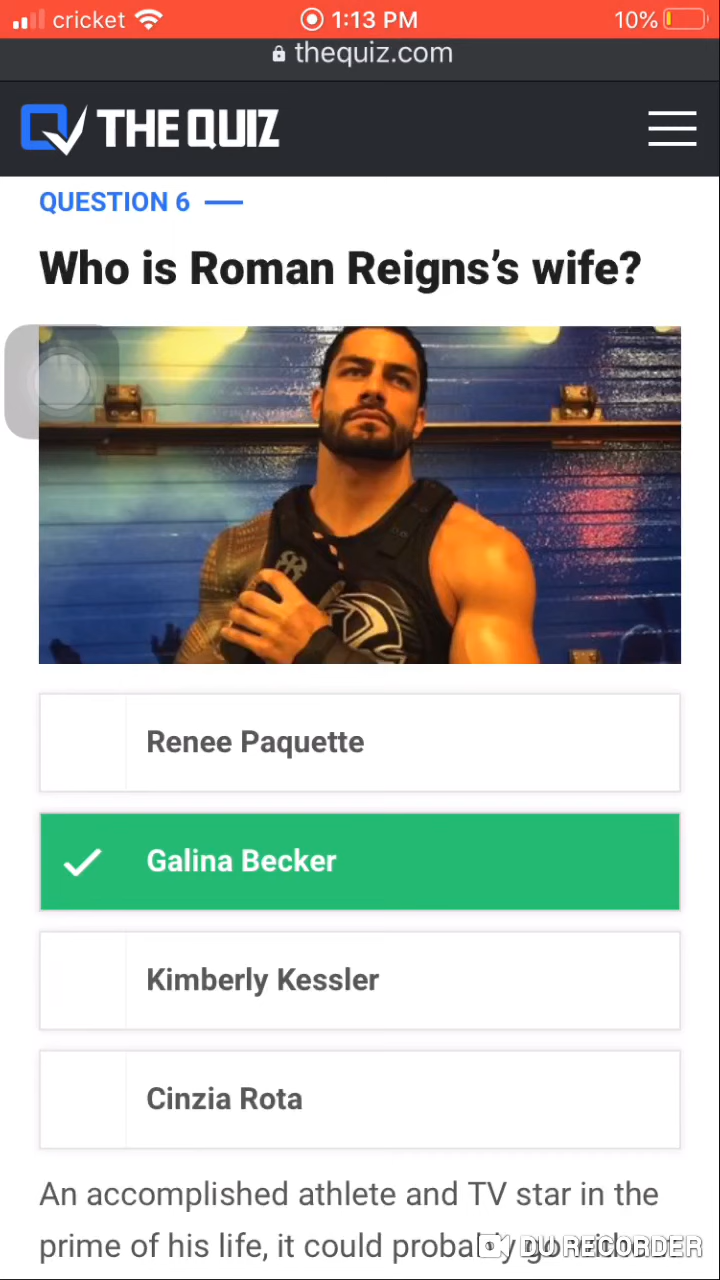 cricket 1:13 PM 10%
thequiz.com
THE QUIZ
QUESTION 6
Who is Roman Reigns’s wife?
Renee Paquette
Galina Becker
Kimberly Kessler
Cinzia Rota
An accomplished athlete and TV star in the
prime of his life, it could probably go
DU RECORDER